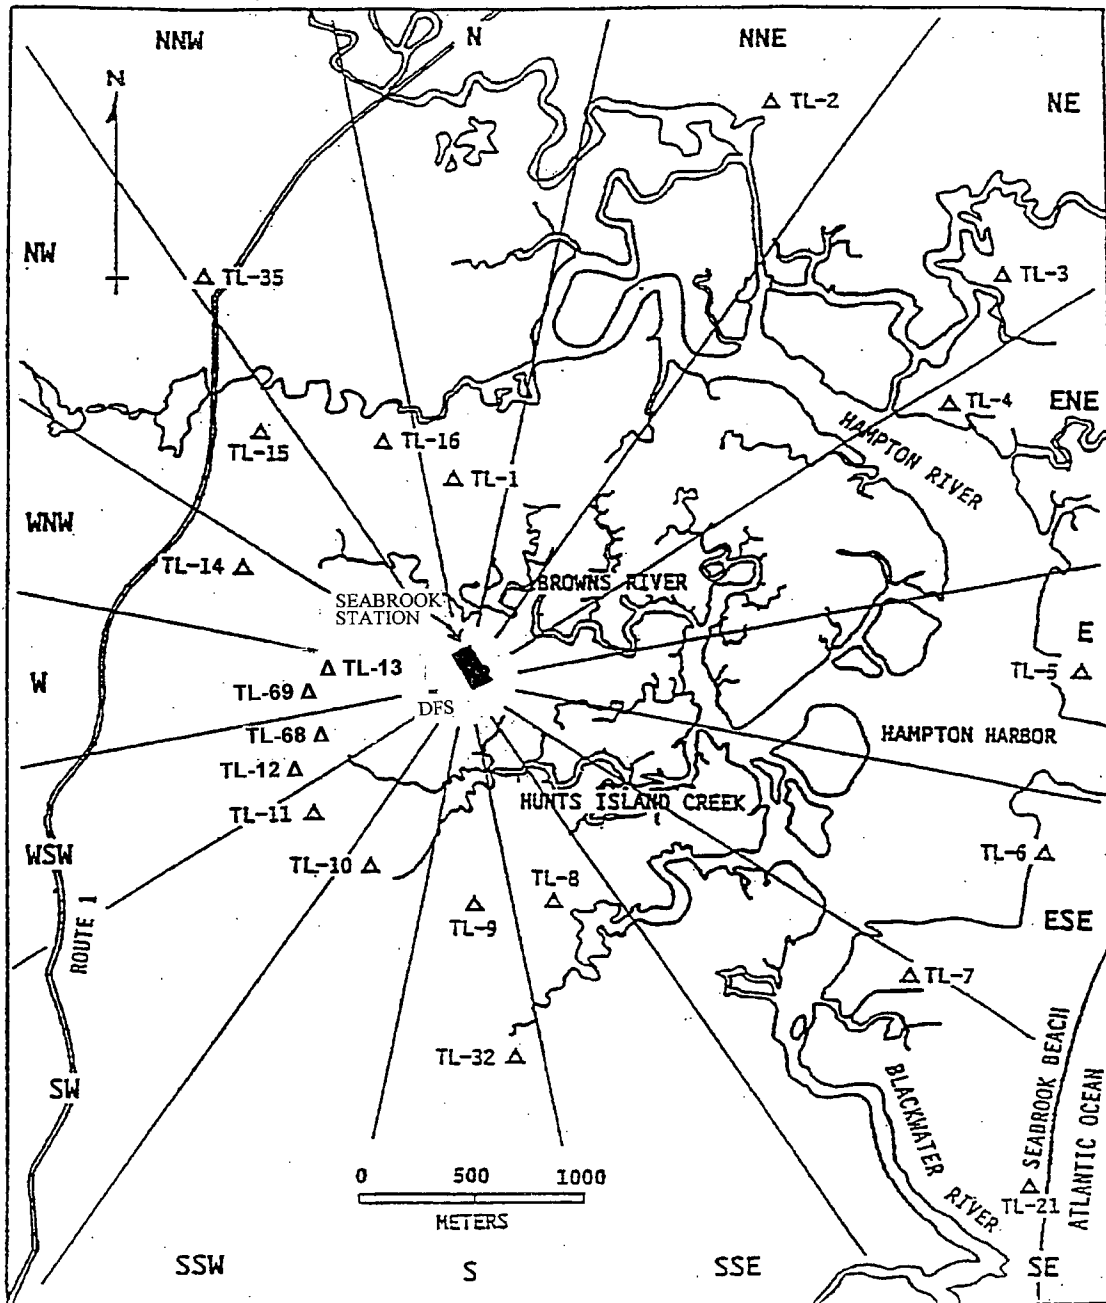 NNW
N
NNE
N
TL-2
NE
NW
TL-35
TL-3
TL-4
ENE
HAMPTON
RIVER
TL-15
TL-16
TL-1
WNW
TL-14
BROWNS RIVER
SEABROOK
STATION
E
W
TL-13
TL-5
TL-69
DFS
TL-68
HAMPTON HARBOR
TL-12
HUNTS ISLAND CREEK
TL-11
WSW
TL-10
TL-6
TL-8
TL-9
ESE
ROUTE 1
TL-7
TL-32
SW
SEABROOK BEACH
ATLANTIC OCEAN
BLACKWATER
RIVER
0 500 1000
METERS
TL-21
SSW
S
SSE
SE